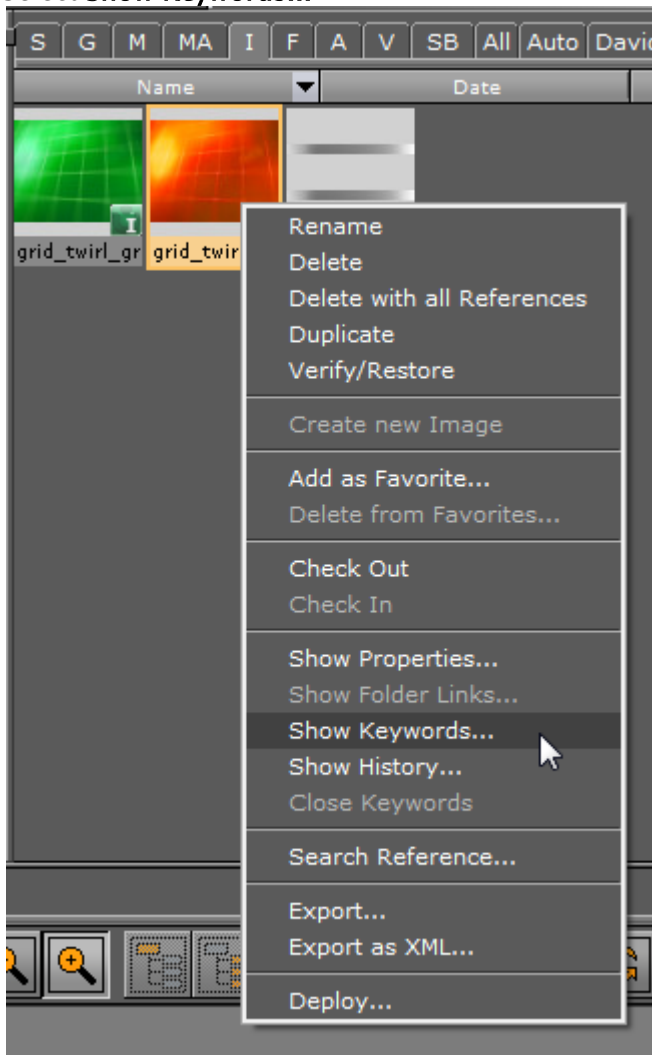 S G M MA I F A V SB All Auto
Name Date
I
grid_twirl_gr grid_twir
Rename
Delete
Delete with all References
Duplicate
Verify/Restore
Create new Image
Add as Favorite...
Delete from Favorites...
Check Out
Check In
Show Properties...
Show Folder Links...
Show Keywords...
Show History...
Close Keywords
Search Reference...
Export...
Export as XML...
Deploy...